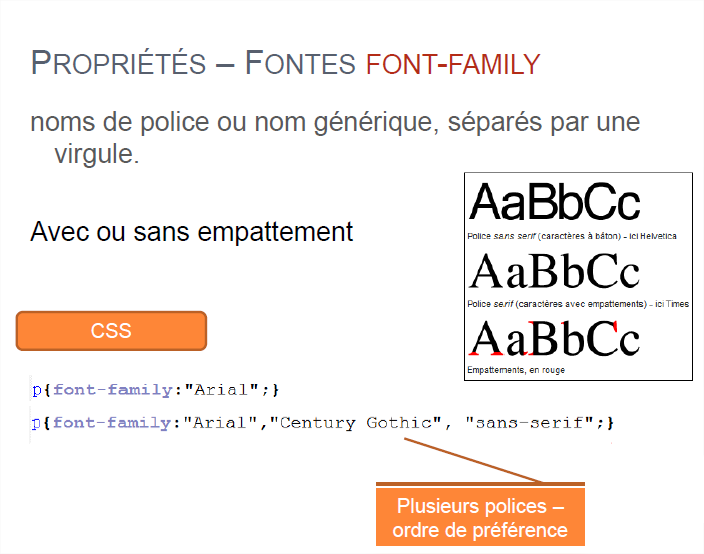 PROPRIÉTÉS – FONTES FONT-FAMILY
noms de police ou nom générique, séparés par une
virgule.
AaBbCc
Police sans serif (caractères à bâton) - ici Helvetica
Avec ou sans empattement
AaBbCc
Police serif (caractères avec empattements) - ici Times
AaBbCc
Empattements, en rouge
CSS
p{font-family:"Arial";}
p{font-family:"Arial","Century Gothic", "sans-serif";}
Plusieurs polices –
ordre de préférence